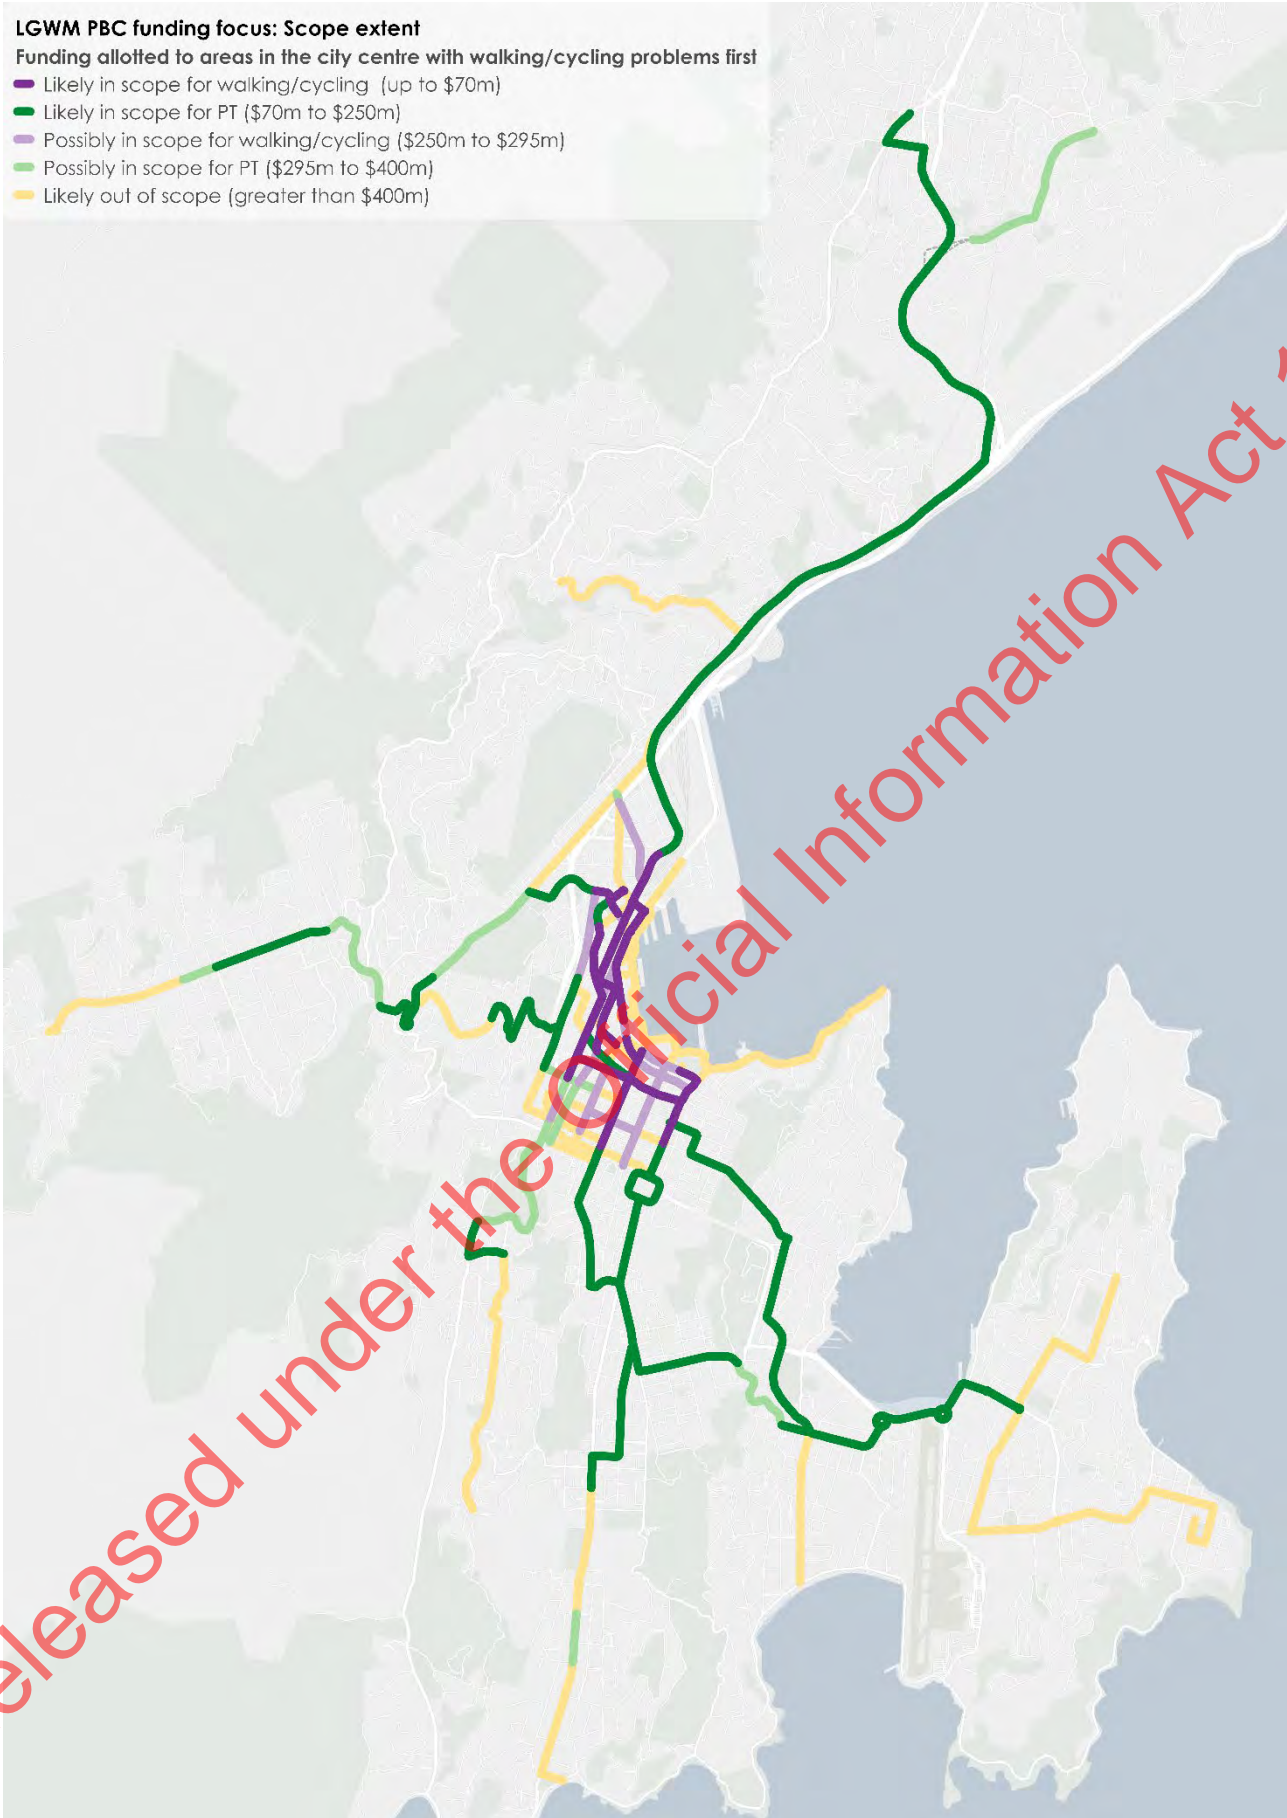 LGWM PBC funding focus: Scope extent
Funding allotted to areas in the city centre with walking/cycling problems first
Likely in scope for walking/cycling (up to $70m)
Likely in scope for PT ($70m to $250m)
Possibly in scope for walking/cycling ($250m to $295m)
Possibly in scope for PT ($295m to $400m)
Likely out of scope (greater than $400m)
eleased under the Official Information Act